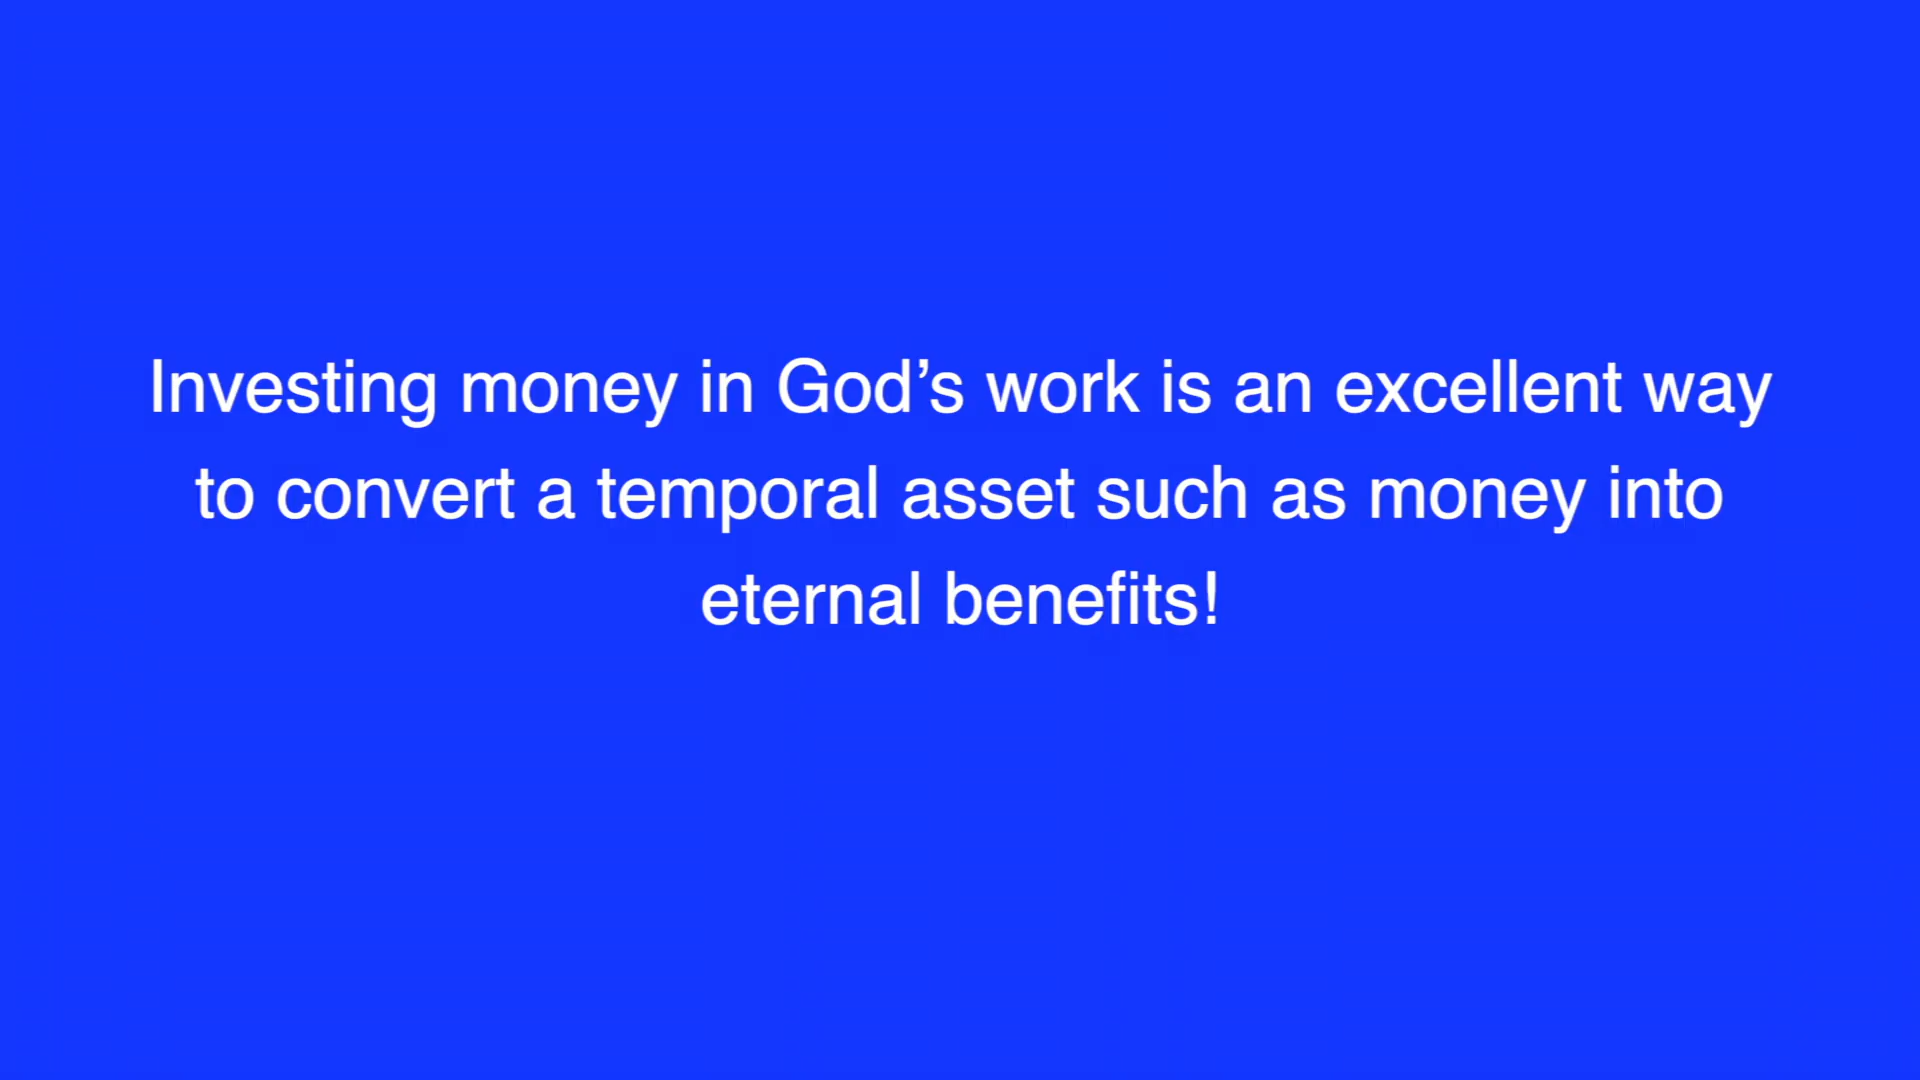 Investing money in God’s work is an excellent way
to convert a temporal asset such as money into
eternal benefits!